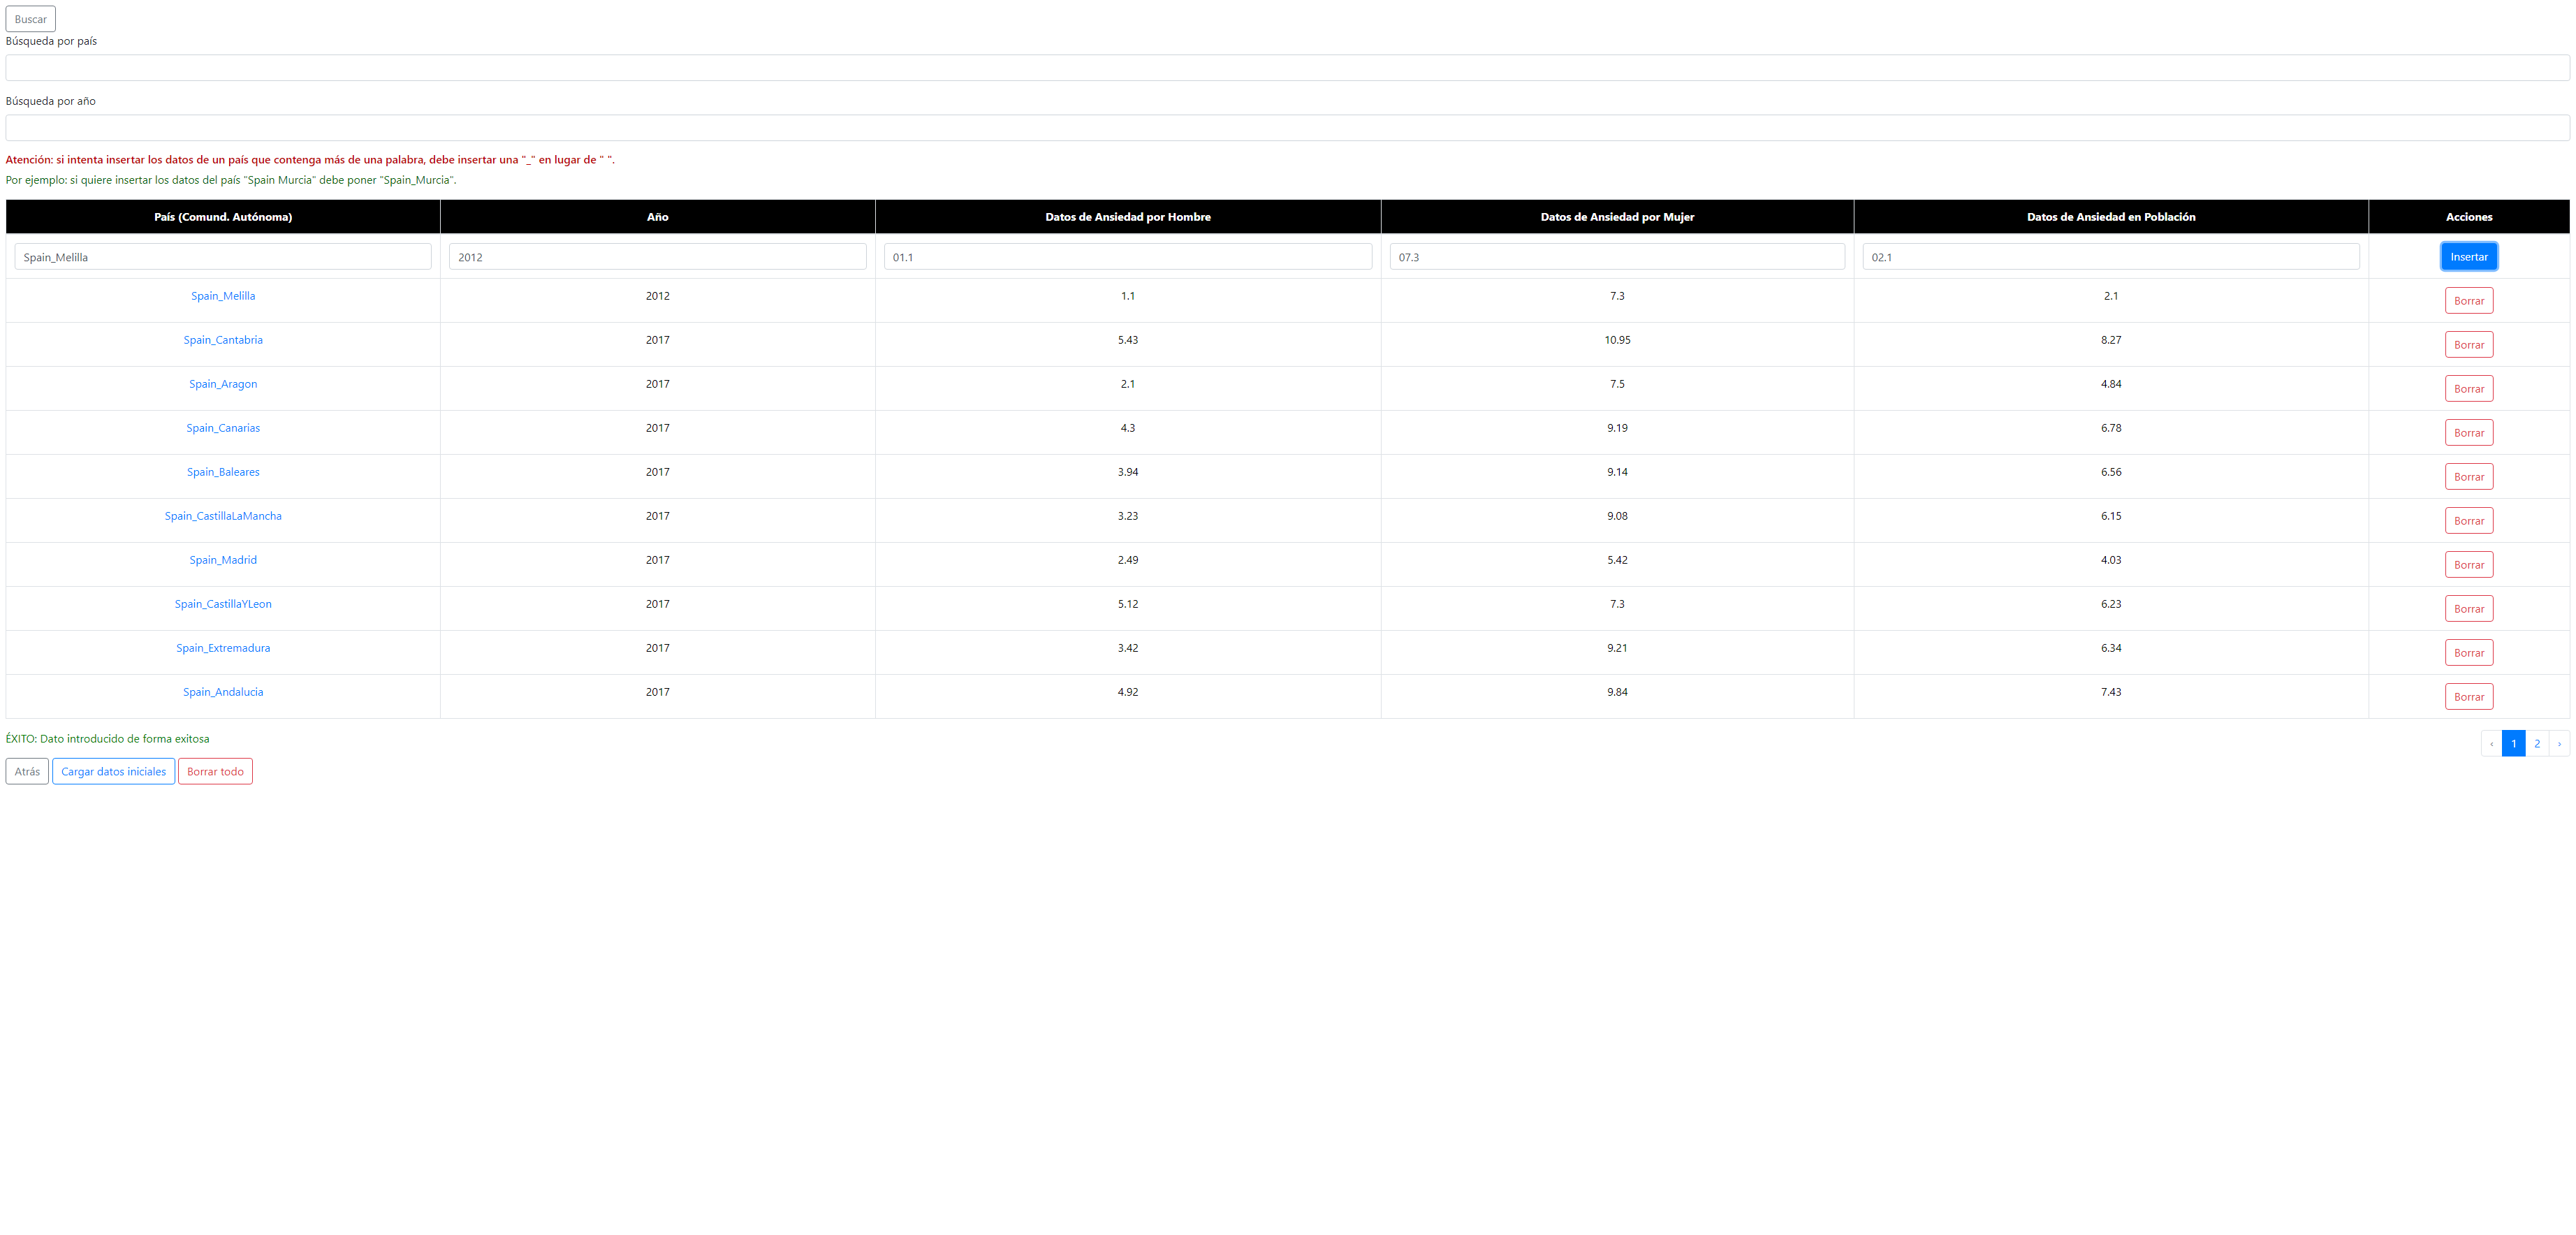 Buscar
Búsqueda por país
Búsqueda por año
Atención: si intenta insertar los datos de un país que contenga más de una palabra, debe insertar una "_" en lugar de " ".
Por ejemplo: si quiere insertar los datos del país "Spain Murcia" debe poner "Spain_Murcia".
País (Comund. Autónoma) Año Datos de Ansiedad por Hombre Datos de Ansiedad por Mujer Datos de Ansiedad en Población Acciones
Spain_Melilla 2012 01.1 07.3 02.1 Insertar
Spain_Melilla 2012 1.1 7.3 2.1 Borrar
Spain_Cantabria 2017 5.43 10.95 8.27 Borrar
Spain_Aragon 2017 2.1 7.5 4.84 Borrar
Spain_Canarias 2017 4.3 9.19 6.78 Borrar
Spain_Baleares 2017 3.94 9.14 6.56 Borrar
Spain_CastillaLaMancha 2017 3.23 9.08 6.15 Borrar
Spain_Madrid 2017 2.49 5.42 4.03 Borrar
Spain_CastillaYLeon 2017 5.12 7.3 6.23 Borrar
Spain_Extremadura 2017 3.42 9.21 6.34 Borrar
Spain_Andalucia 2017 4.92 9.84 7.43 Borrar
ÉXITO: Dato introducido de forma exitosa
‹ 1 2 ›
Atrás Cargar datos iniciales Borrar todo